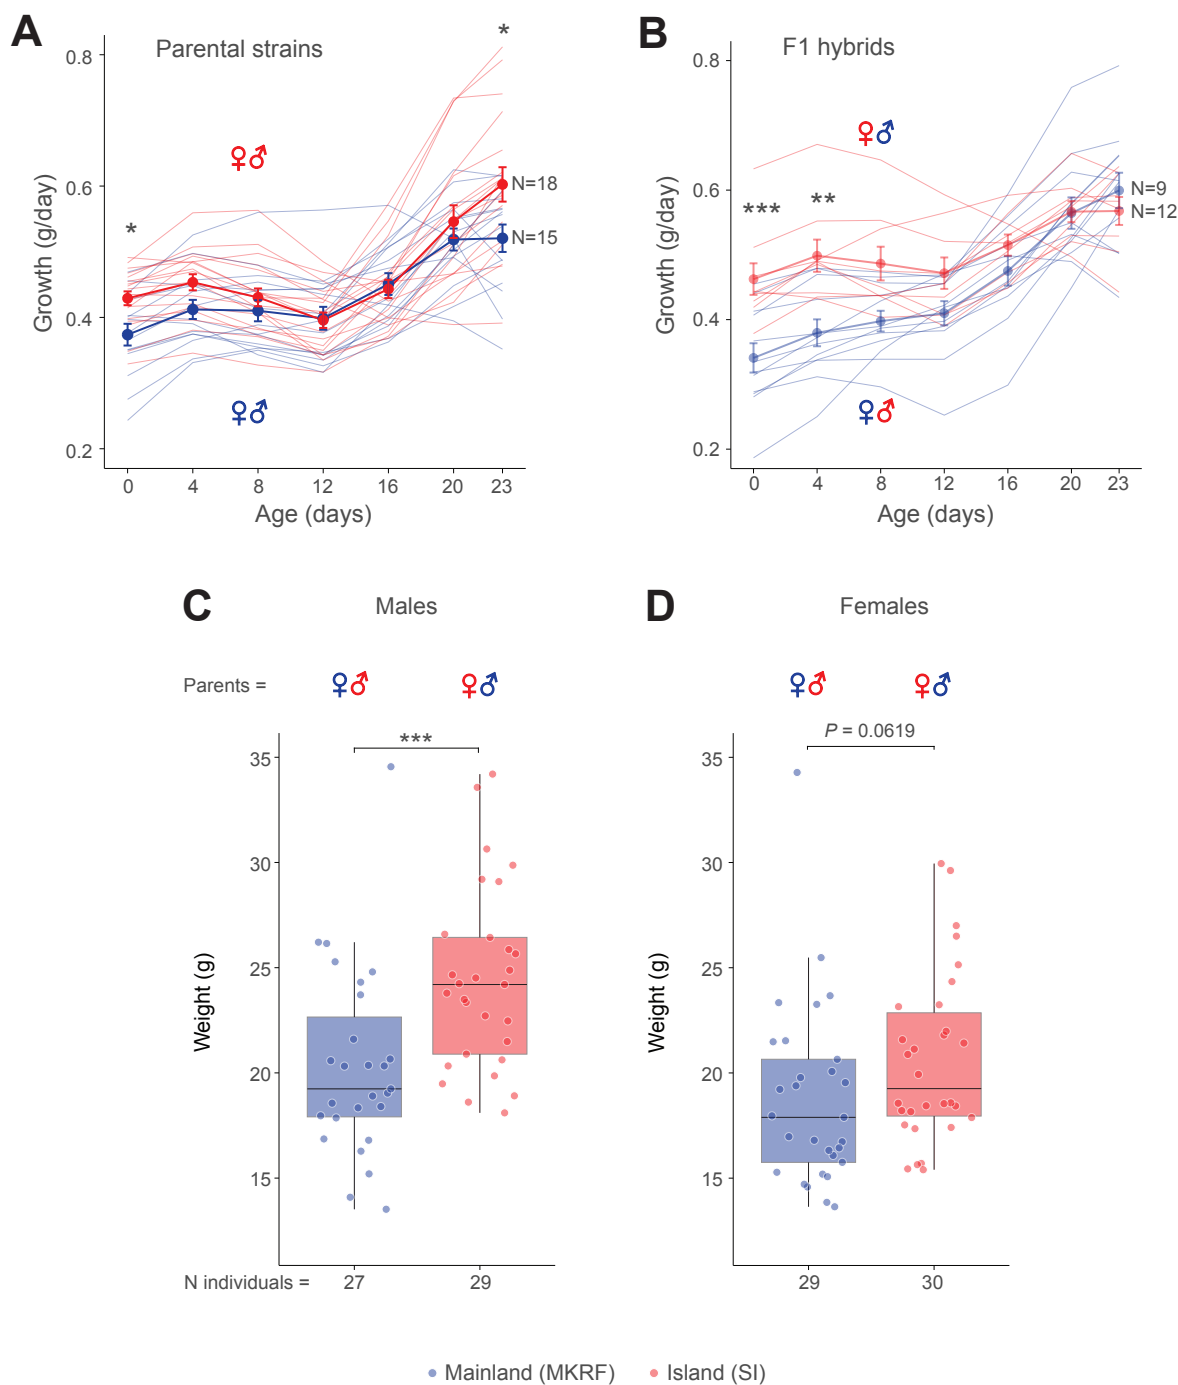 A
Parental strains
*
*
0.8
0.6
0.4
0.2
Growth (g/day)
♀♂
N=18
N=15
♀♂
0 4 8 12 16 20 23
Age (days)
B
F1 hybrids
0.8
0.6
0.4
0.2
Growth (g/day)
♀♂
***
**
N=9
N=12
♀♂
0 4 8 12 16 20 23
Age (days)
C
Males
Parents =
♀♂ ♀♂
***
35
30
25
20
15
Weight (g)
N individuals =
27 29
D
Females
♀♂ ♀♂
P = 0.0619
35
30
25
20
15
Weight (g)
29 30
Mainland (MKRF) Island (SI)